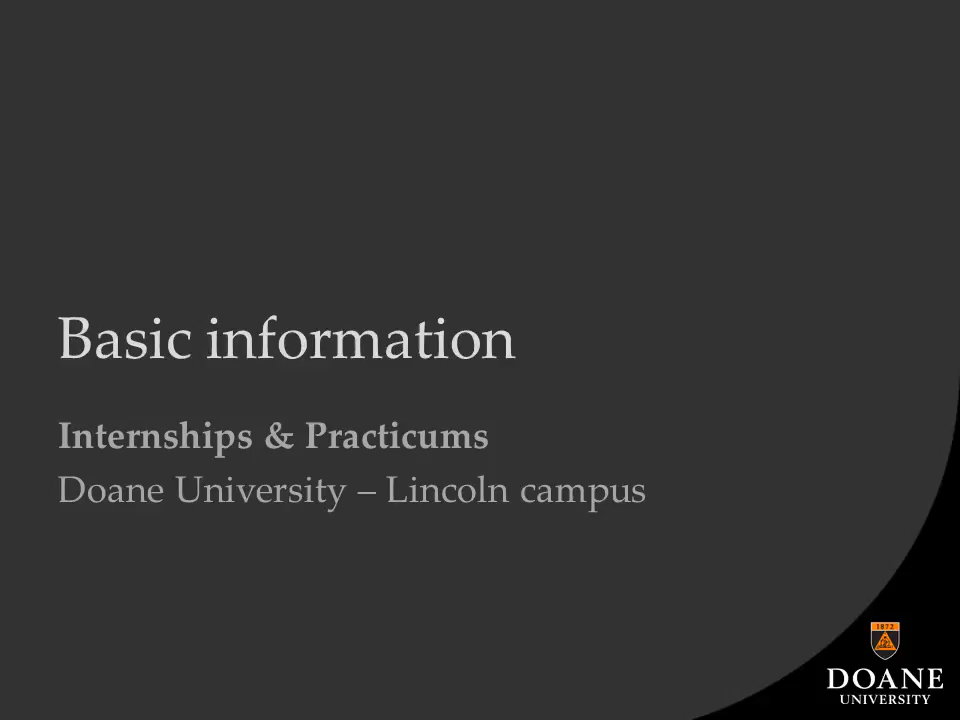 Basic information
Internships & Practicums
Doane University – Lincoln campus
1872
DOANE
UNIVERSITY